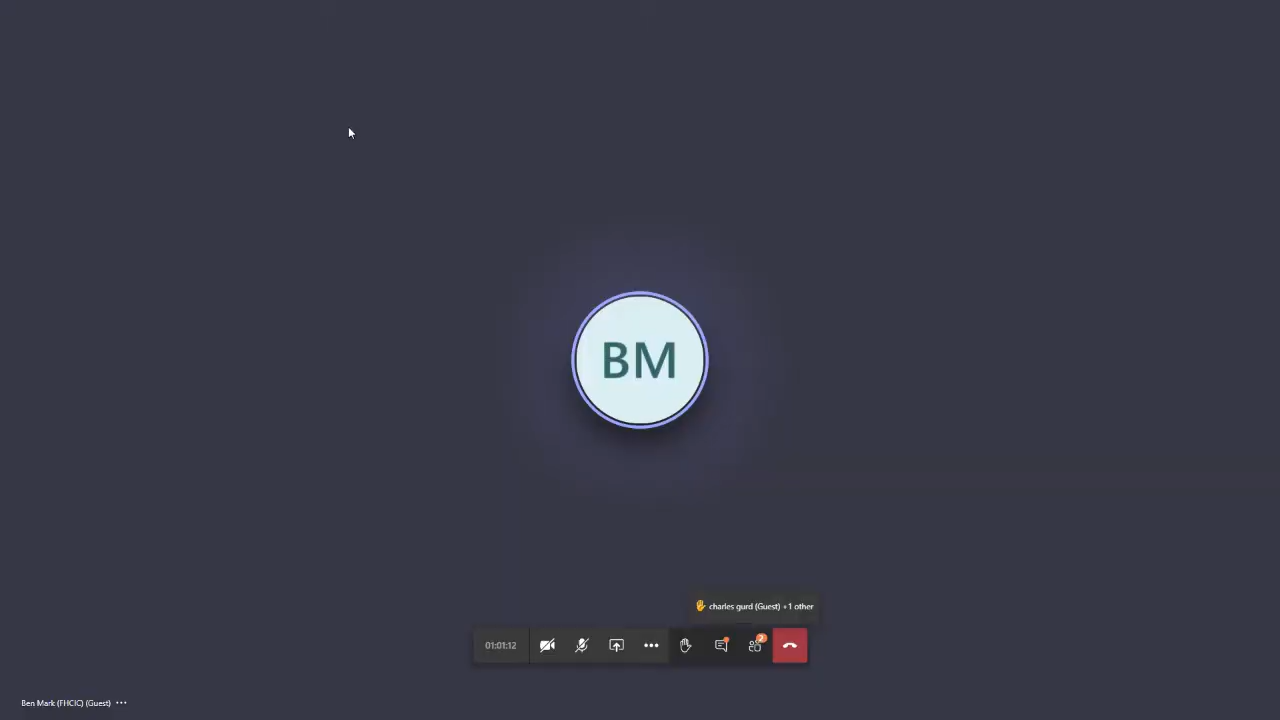 BM
charles gurd (Guest) +1 other
01:01:12
2
Ben Mark (FHCIC) (Guest)